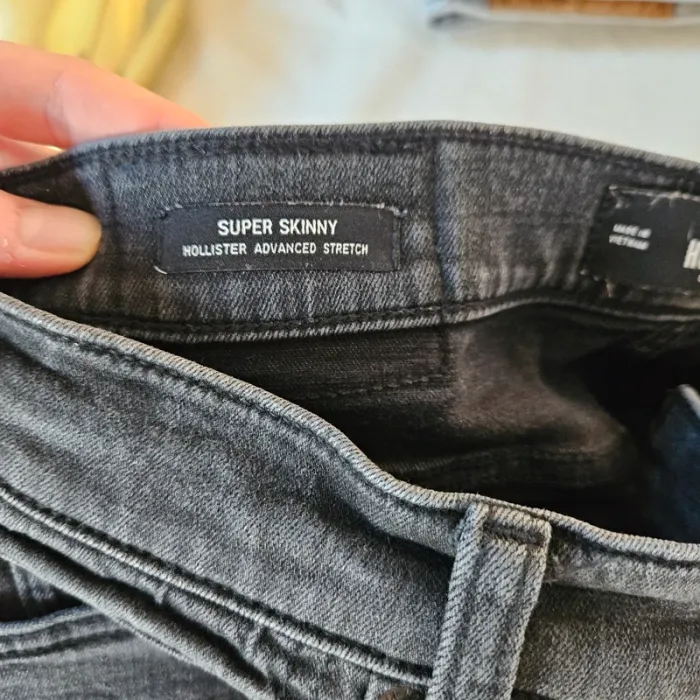 SUPER SKINNY
HOLLISTER ADVANCED STRETCH
MADE IN
VIETNAM